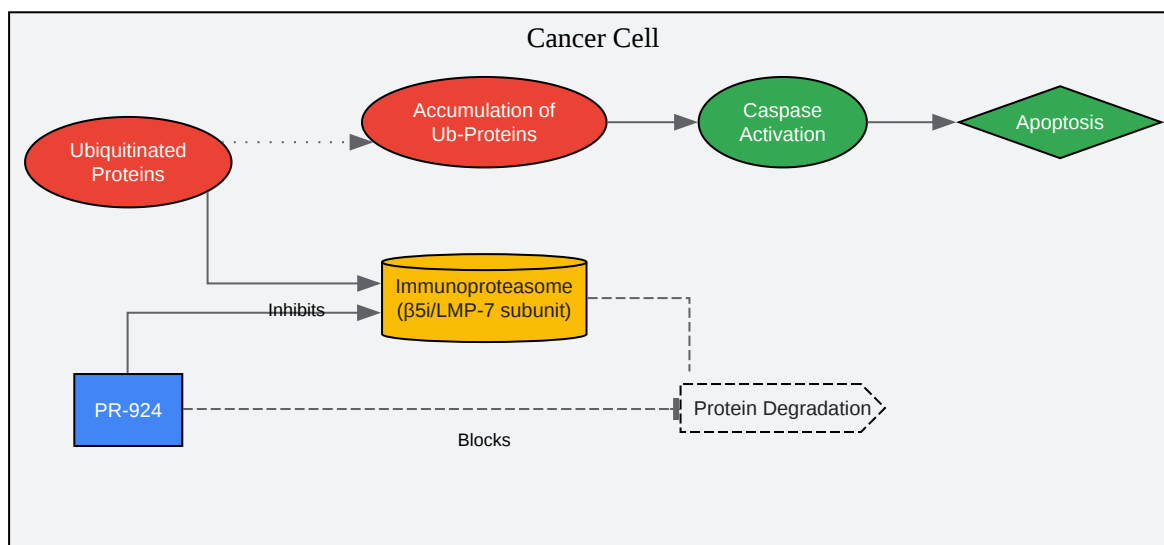 Cancer Cell
Accumulation of
Ub-Proteins
Caspase
Activation
Apoptosis
Ubiquitinated
Proteins
Immunoproteasome
(β5i/LMP-7 subunit)
Inhibits
PR-924
Protein Degradation
Blocks